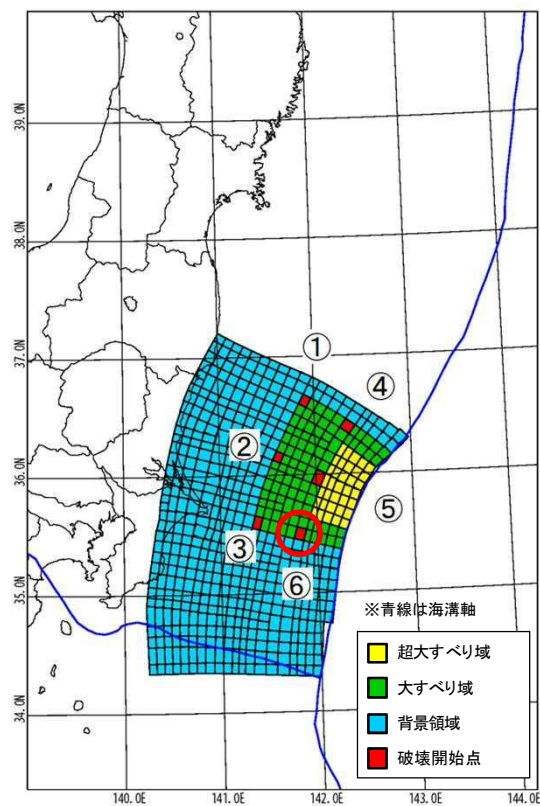 39.0N
38.0N
37.0N
36.0N
35.0N
34.0N
①
④
②
⑤
③
⑥
※青線は海溝軸
超大すべり域
大すべり域
背景領域
破壊開始点
140.0E
141.0E
142.0E
143.0E
144.0E